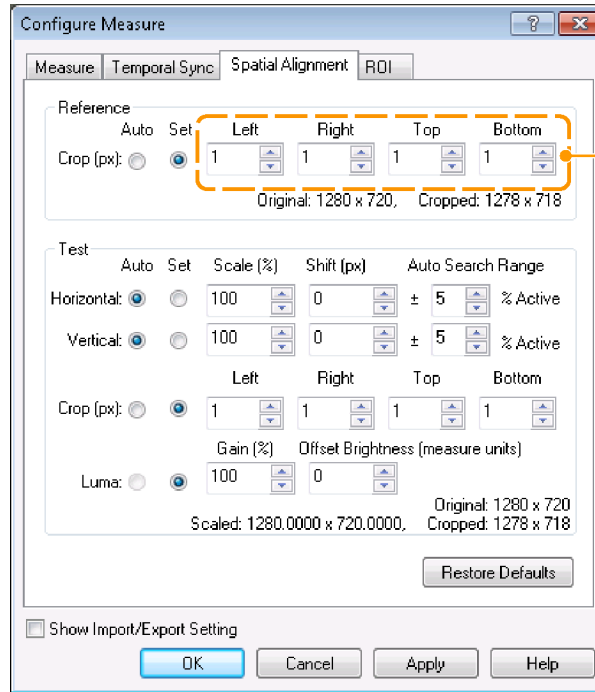 Configure Measure
Measure Temporal Sync Spatial Alignment ROI
Reference
Auto Set Left Right Top Bottom
Crop (px): 1 1 1 1
Original: 1280 x 720, Cropped: 1278 x 718
Test
Auto Set Scale (%) Shift (px) Auto Search Range
Horizontal: 100 0 ± 5 % Active
Vertical: 100 0 ± 5 % Active
Left Right Top Bottom
Crop (px): 1 1 1 1
Gain (%) Offset Brightness (measure units)
Luma: 100 0
Original: 1280 x 720
Scaled: 1280.0000 x 720.0000, Cropped: 1278 x 718
Restore Defaults
Show Import/Export Setting
OK Cancel Apply Help